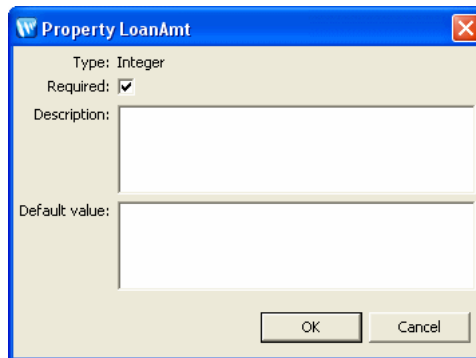 Property LoanAmt
Type: Integer
Required:
Description:
Default value:
OK Cancel